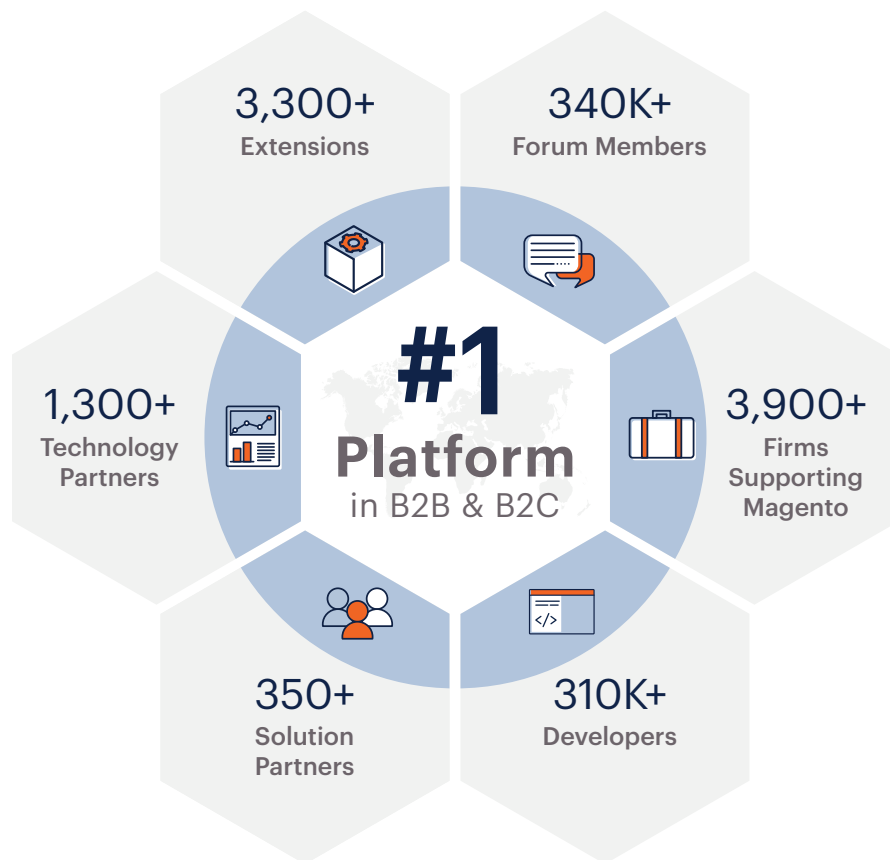 3,300+
Extensions
340K+
Forum Members
1,300+
Technology
Partners
#1
Platform
in B2B & B2C
3,900+
Firms
Supporting
Magento
</>
350+
Solution
Partners
310K+
Developers